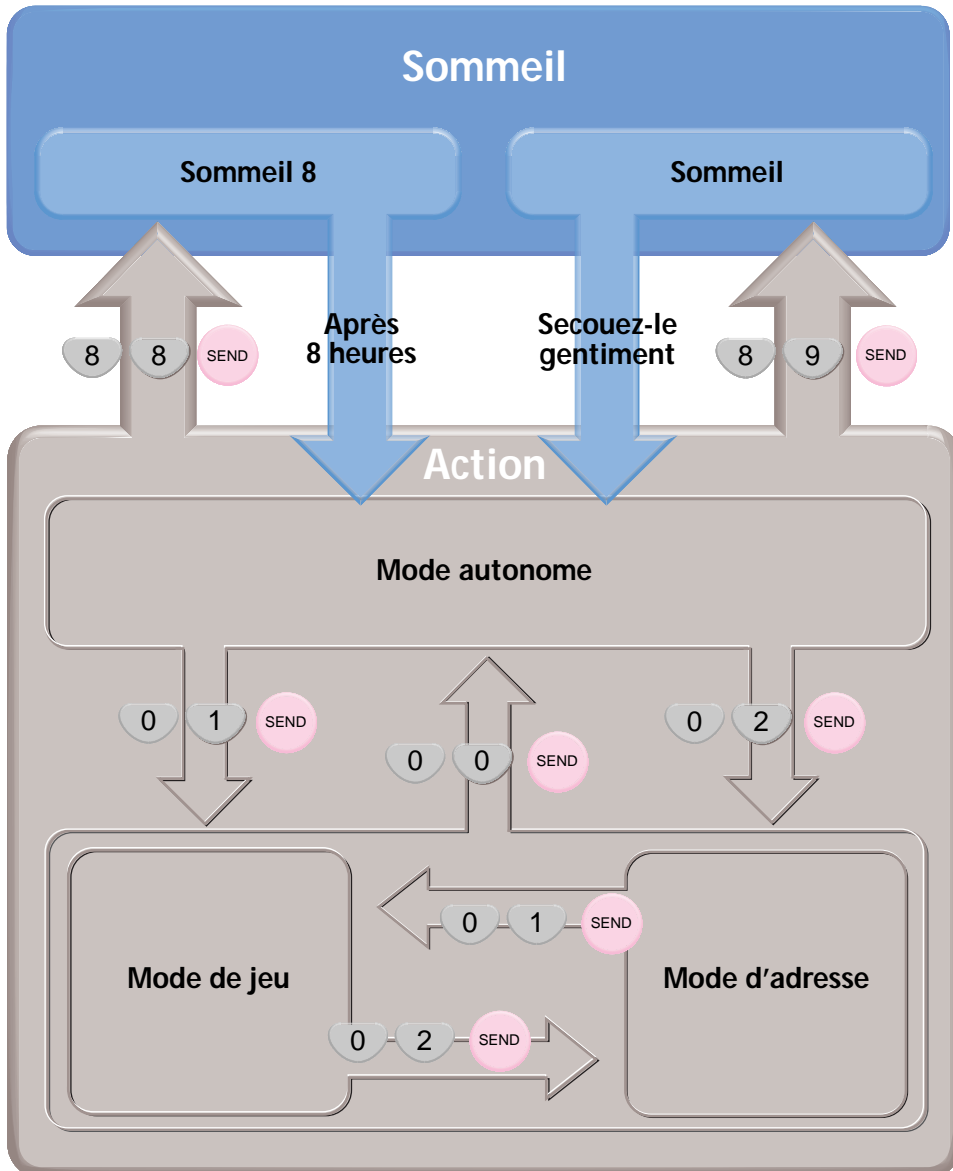 Sommeil
Sommeil 8
Sommeil
Après
8 heures
Secouez-le
gentiment
8 8 SEND
8 9 SEND
Action
Mode autonome
0 1 SEND
0 2 SEND
0 0 SEND
0 1 SEND
Mode de jeu
Mode d'adresse
0 2 SEND